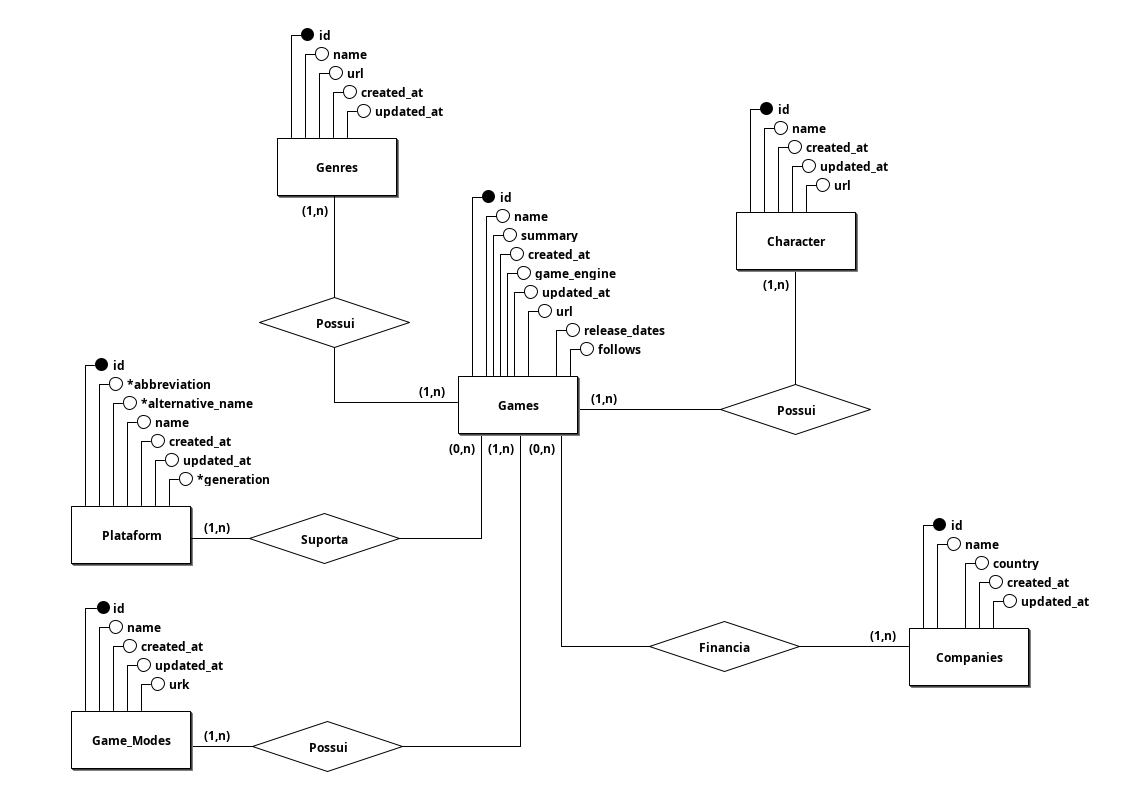 id
name
url
created_at
updated_at
Genres
(1,n)
Possui
id
name
created_at
updated_at
url
Character
(1,n)
Possui
id
name
summary
created_at
game_engine
updated_at
url
release_dates
follows
(1,n)
Games
(1,n)
(0,n)
(1,n)
(0,n)
id
*abbreviation
*alternative_name
name
created_at
updated_at
*generation
Plataform
(1,n)
Suporta
id
name
created_at
updated_at
urk
Game_Modes
(1,n)
Possui
id
name
country
created_at
updated_at
Financia
(1,n)
Companies